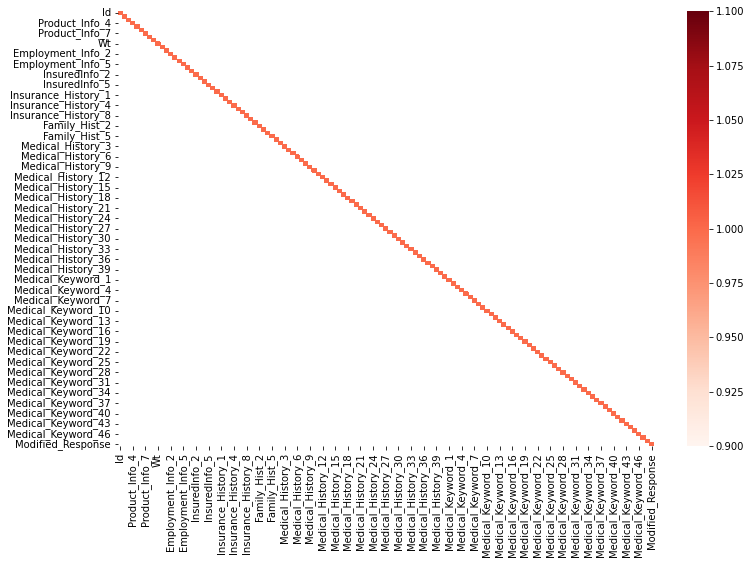 Id
Product_Info_4
Product_Info_7
Wt
Employment_Info_2
Employment_Info_5
InsuredInfo_2
InsuredInfo_5
Insurance_History_1
Insurance_History_4
Insurance_History_8
Family_Hist_2
Family_Hist_5
Medical_History_3
Medical_History_6
Medical_History_9
Medical_History_12
Medical_History_15
Medical_History_18
Medical_History_21
Medical_History_24
Medical_History_27
Medical_History_30
Medical_History_33
Medical_History_36
Medical_History_39
Medical_Keyword_1
Medical_Keyword_4
Medical_Keyword_7
Medical_Keyword_10
Medical_Keyword_13
Medical_Keyword_16
Medical_Keyword_19
Medical_Keyword_22
Medical_Keyword_25
Medical_Keyword_28
Medical_Keyword_31
Medical_Keyword_34
Medical_Keyword_37
Medical_Keyword_40
Medical_Keyword_43
Medical_Keyword_46
Modified_Response
Id
Product_Info_4
Product_Info_7
Wt
Employment_Info_2
Employment_Info_5
InsuredInfo_2
InsuredInfo_5
Insurance_History_1
Insurance_History_4
Insurance_History_8
Family_Hist_2
Family_Hist_5
Medical_History_3
Medical_History_6
Medical_History_9
Medical_History_12
Medical_History_15
Medical_History_18
Medical_History_21
Medical_History_24
Medical_History_27
Medical_History_30
Medical_History_33
Medical_History_36
Medical_History_39
Medical_Keyword_1
Medical_Keyword_4
Medical_Keyword_7
Medical_Keyword_10
Medical_Keyword_13
Medical_Keyword_16
Medical_Keyword_19
Medical_Keyword_22
Medical_Keyword_25
Medical_Keyword_28
Medical_Keyword_31
Medical_Keyword_34
Medical_Keyword_37
Medical_Keyword_40
Medical_Keyword_43
Medical_Keyword_46
Modified_Response
1.100
1.075
1.050
1.025
1.000
0.975
0.950
0.925
0.900